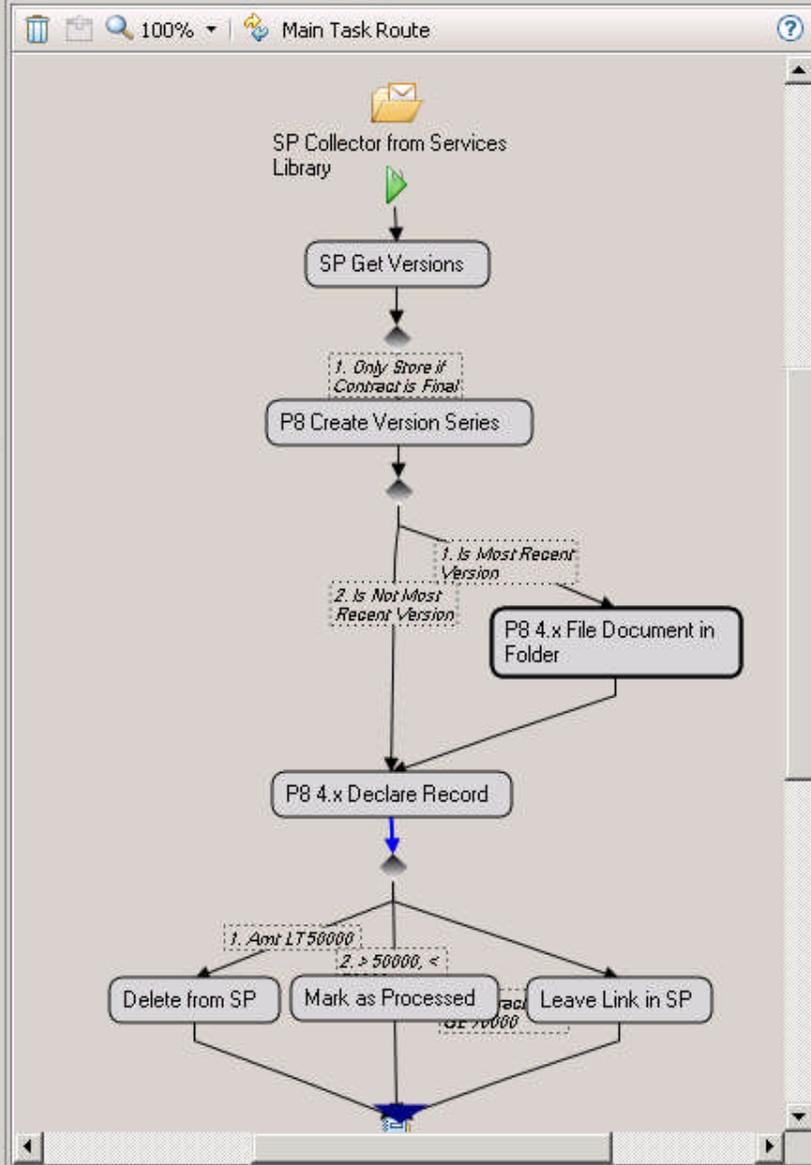 100%
Main Task Route
SP Collector from Services
Library
SP Get Versions
1. Only Store if
Contract is Final
P8 Create Version Series
1. Is Most Recent
Version
2. Is Not Most
Recent Version
P8 4.x File Document in
Folder
P8 4.x Declare Record
1. Amt LT50000
2. > 50000, <
Delete from SP
Mark as Processed
Leave Link in SP
GE 70000